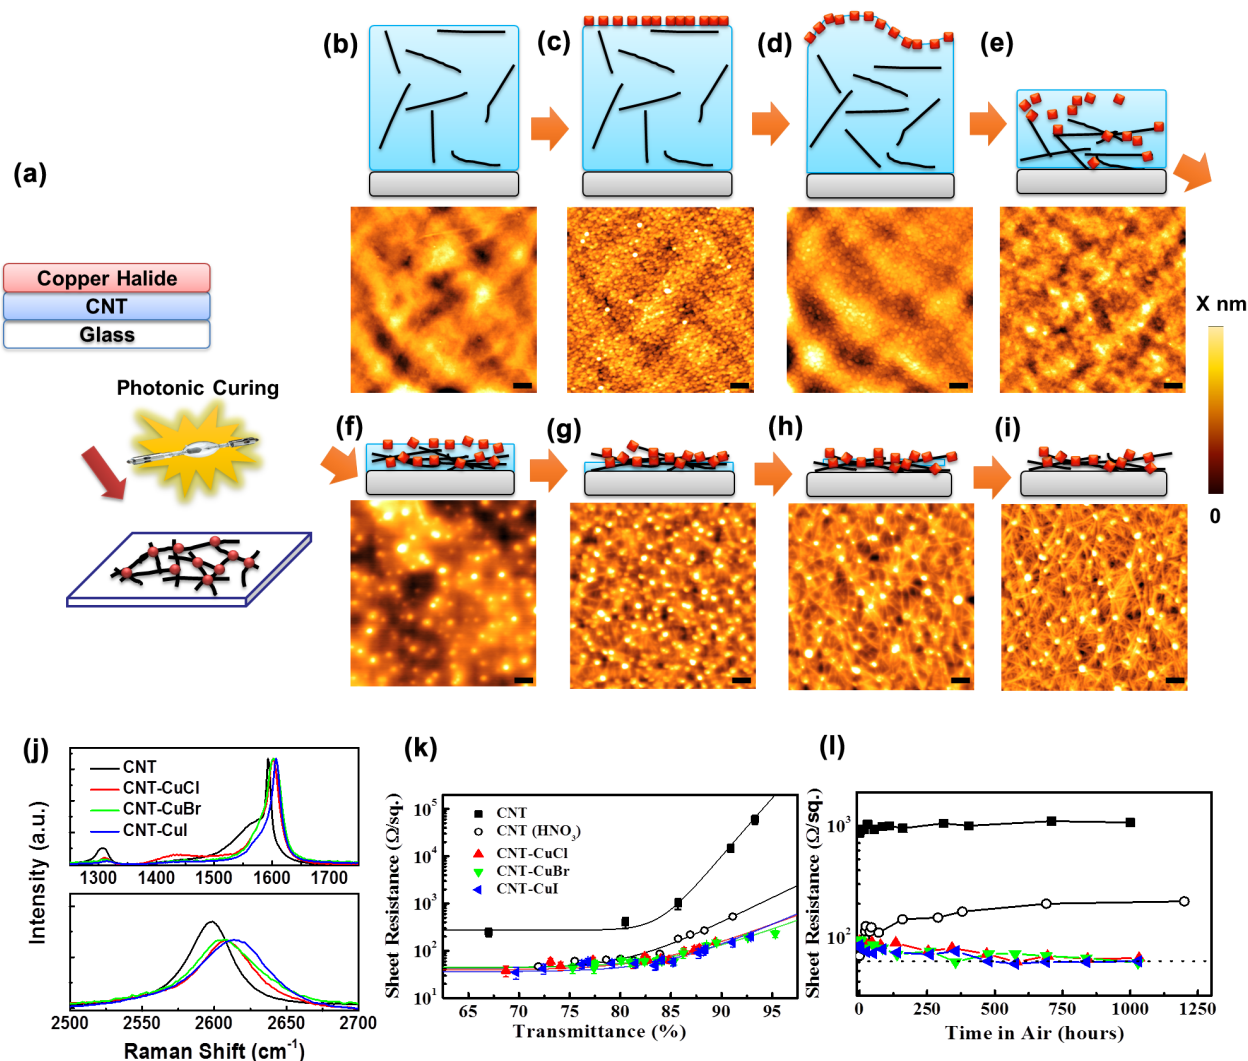 (a)
Copper Halide
CNT
Glass
Photonic Curing
(b)
(c)
(d)
(e)
X nm
0
(f)
(g)
(h)
(i)
(j)
CNT
CNT-CuCl
CNT-CuBr
CNT-CuI
1300 1400 1500 1600 1700
2500 2550 2600 2650 2700
Intensity (a.u.)
Raman Shift (cm⁻¹)
(k)
CNT
CNT (HNO₃)
CNT-CuCl
CNT-CuBr
CNT-CuI
10⁵
10⁴
10³
10²
10¹
Sheet Resistance (Ω/sq.)
65 70 75 80 85 90 95
Transmittance (%)
(l)
10³
10²
Sheet Resistance (Ω/sq.)
0 250 500 750 1000 1250
Time in Air (hours)